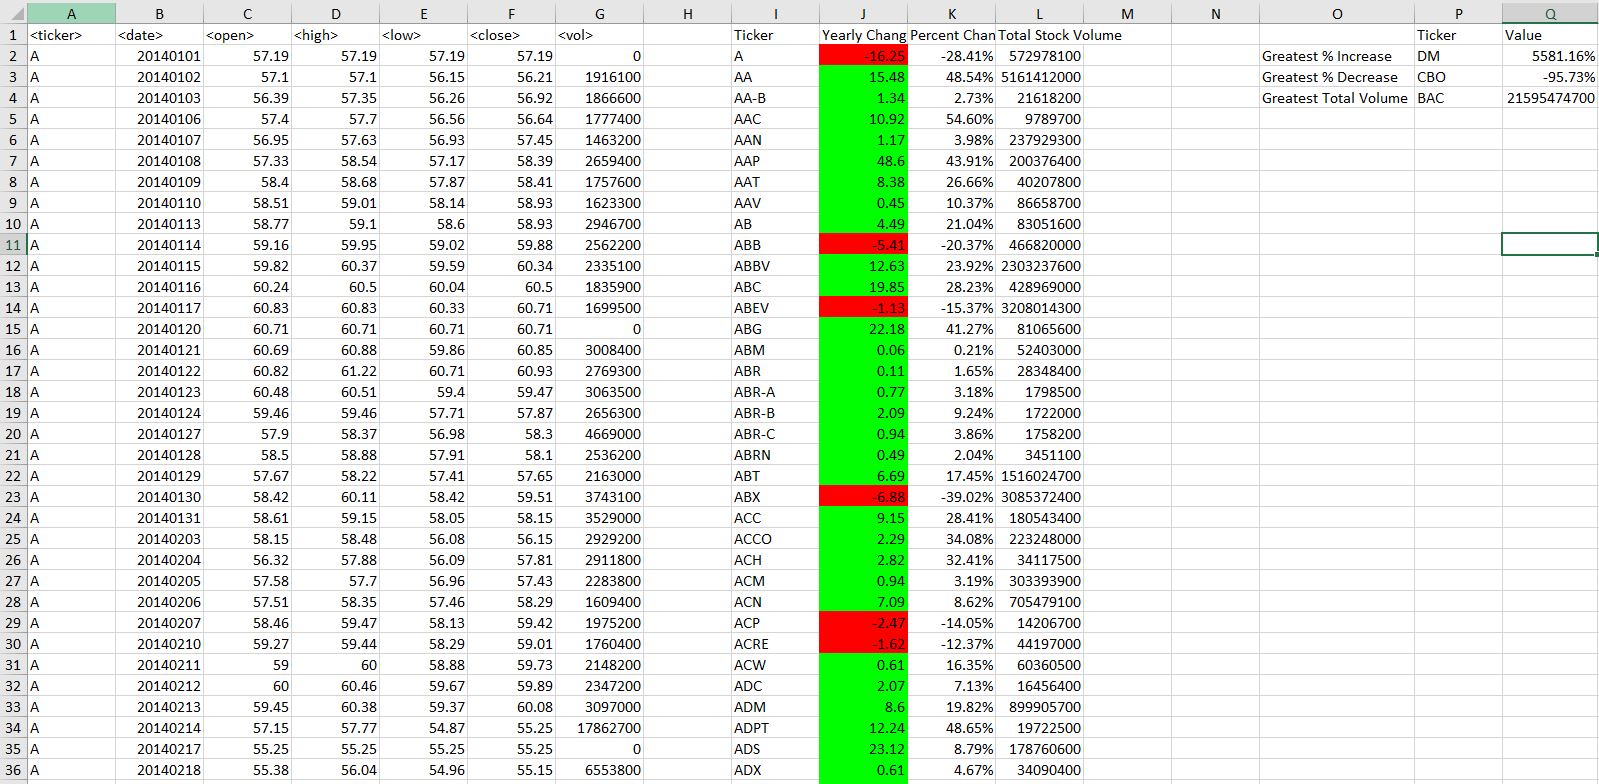 A B C D E F G H I J K L M N O P Q
1 <ticker> <date> <open> <high> <low> <close> <vol> Ticker Yearly Chang Percent Chan Total Stock Volume Ticker Value
2 A 20140101 57.19 57.19 57.19 57.19 0 A -16.25 -28.41% 572978100 Greatest % Increase DM 5581.16%
3 A 20140102 57.1 57.1 56.15 56.21 1916100 AA 15.48 48.54% 5161412000 Greatest % Decrease CBO -95.73%
4 A 20140103 56.39 57.35 56.26 56.92 1866600 AA-B 1.34 2.73% 21618200 Greatest Total Volume BAC 21595474700
5 A 20140106 57.4 57.7 56.56 56.64 1777400 AAC 10.92 54.60% 9789700
6 A 20140107 56.95 57.63 56.93 57.45 1463200 AAN 1.17 3.98% 237929300
7 A 20140108 57.33 58.54 57.17 58.39 2659400 AAP 48.6 43.91% 200376400
8 A 20140109 58.4 58.68 57.87 58.41 1757600 AAT 8.38 26.66% 40207800
9 A 20140110 58.51 59.01 58.14 58.93 1623300 AAV 0.45 10.37% 86658700
10 A 20140113 58.77 59.1 58.6 58.93 2946700 AB 4.49 21.04% 83051600
11 A 20140114 59.16 59.95 59.02 59.88 2562200 ABB -5.41 -20.37% 466820000
12 A 20140115 59.82 60.37 59.59 60.34 2335100 ABBV 12.63 23.92% 2303237600
13 A 20140116 60.24 60.5 60.04 60.5 1835900 ABC 19.85 28.23% 428969000
14 A 20140117 60.83 60.83 60.33 60.71 1699500 ABEV -1.13 -15.37% 3208014300
15 A 20140120 60.71 60.71 60.71 60.71 0 ABG 22.18 41.27% 81065600
16 A 20140121 60.69 60.88 59.86 60.85 3008400 ABM 0.06 0.21% 52403000
17 A 20140122 60.82 61.22 60.71 60.93 2769300 ABR 0.11 1.65% 28348400
18 A 20140123 60.48 60.51 59.4 59.47 3063500 ABR-A 0.77 3.18% 1798500
19 A 20140124 59.46 59.46 57.71 57.87 2656300 ABR-B 2.09 9.24% 1722000
20 A 20140127 57.9 58.37 56.98 58.3 4669000 ABR-C 0.94 3.86% 1758200
21 A 20140128 58.5 58.88 57.91 58.1 2536200 ABRN 0.49 2.04% 3451100
22 A 20140129 57.67 58.22 57.41 57.65 2163000 ABT 6.69 17.45% 1516024700
23 A 20140130 58.42 60.11 58.42 59.51 3743100 ABX -6.88 -39.02% 3085372400
24 A 20140131 58.61 59.15 58.05 58.15 3529000 ACC 9.15 28.41% 180543400
25 A 20140203 58.15 58.48 56.08 56.15 2929200 ACCO 2.29 34.08% 223248000
26 A 20140204 56.32 57.88 56.09 57.81 2911800 ACH 2.82 32.41% 34117500
27 A 20140205 57.58 57.7 56.96 57.43 2283800 ACM 0.94 3.19% 303393900
28 A 20140206 57.51 58.35 57.46 58.29 1609400 ACN 7.09 8.62% 705479100
29 A 20140207 58.46 59.47 58.13 59.42 1975200 ACP -2.47 -14.05% 14206700
30 A 20140210 59.27 59.44 58.29 59.01 1760400 ACRE -1.62 -12.37% 44197000
31 A 20140211 59 60 58.88 59.73 2148200 ACW 0.61 16.35% 60360500
32 A 20140212 60 60.46 59.67 59.89 2347200 ADC 2.07 7.13% 16456400
33 A 20140213 59.45 60.38 59.37 60.08 3097000 ADM 8.6 19.82% 899905700
34 A 20140214 57.15 57.77 54.87 55.25 17862700 ADPT 12.24 48.65% 19722500
35 A 20140217 55.25 55.25 55.25 55.25 0 ADS 23.12 8.79% 178760600
36 A 20140218 55.38 56.04 54.96 55.15 6553800 ADX 0.61 4.67% 34090400